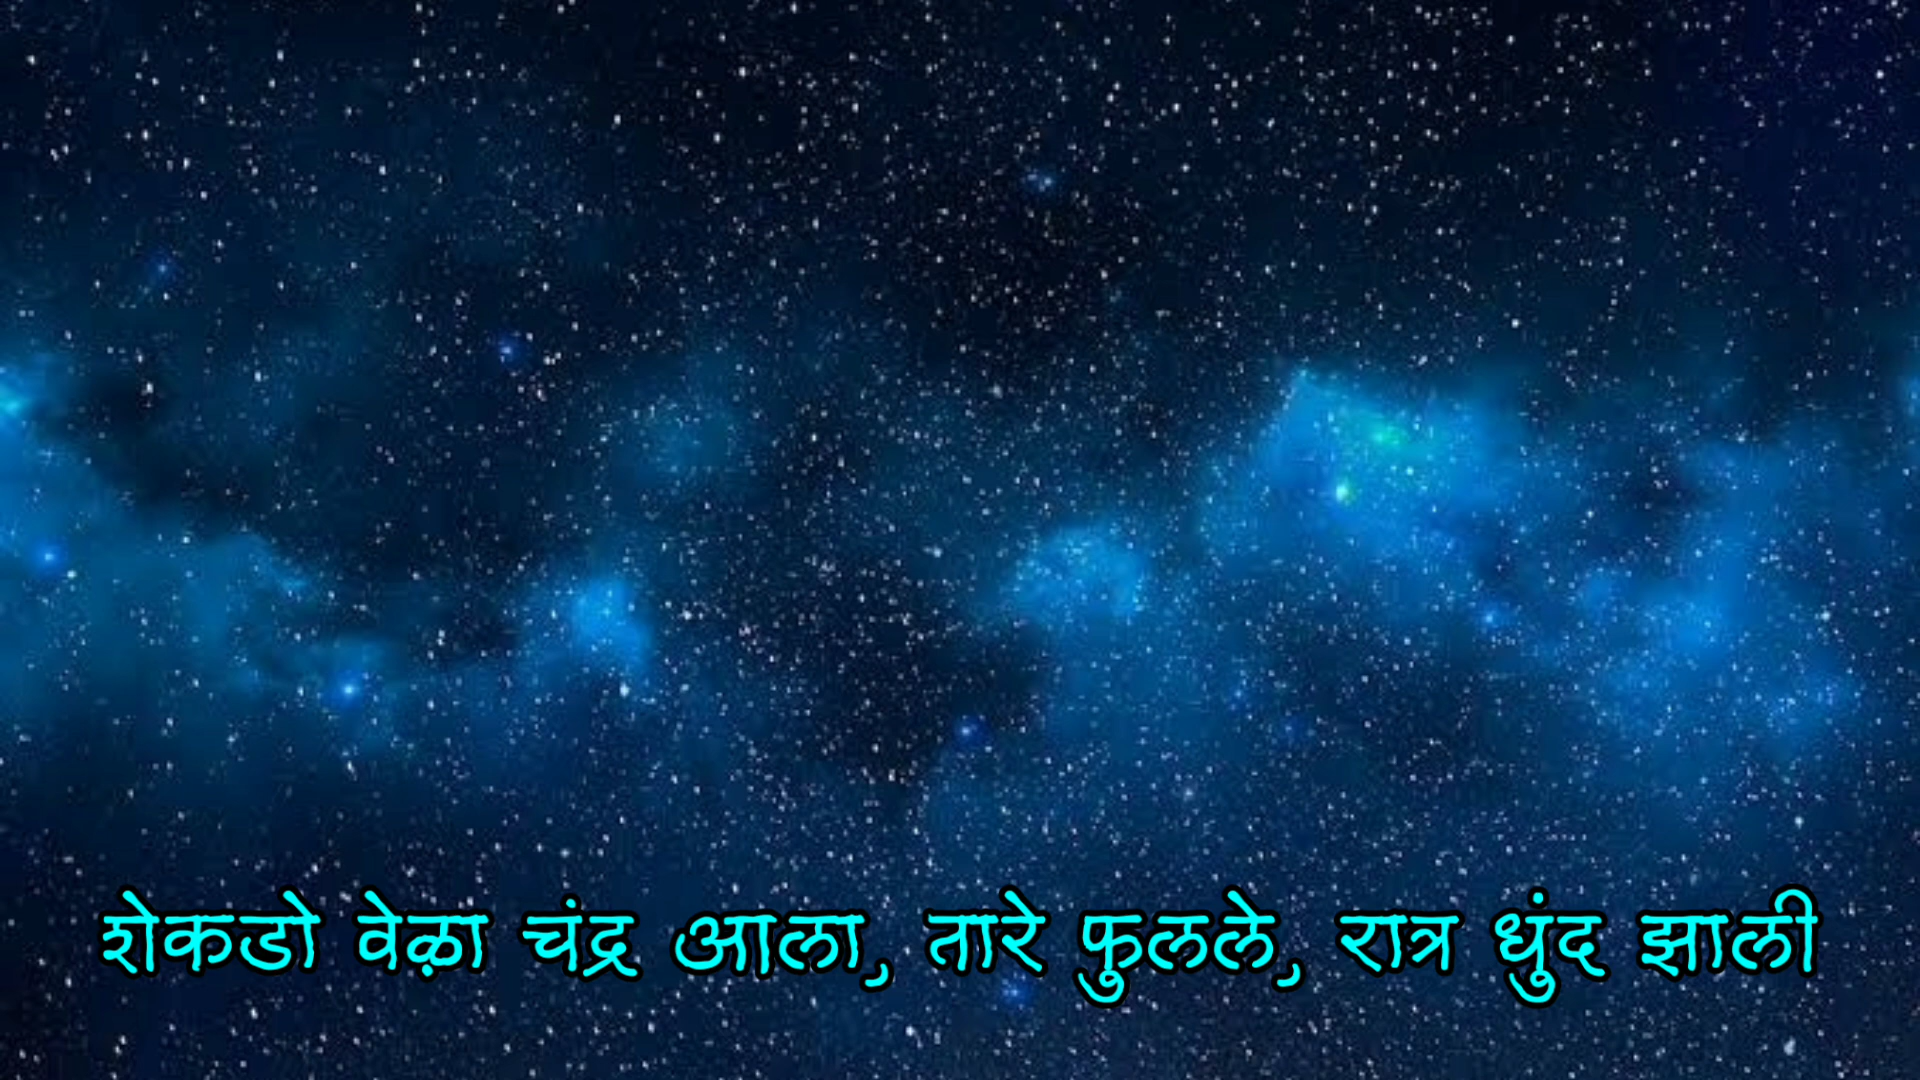 शेकडो वेळा चंद्र आला, तारे फुलले, रात्र धुंद झाली